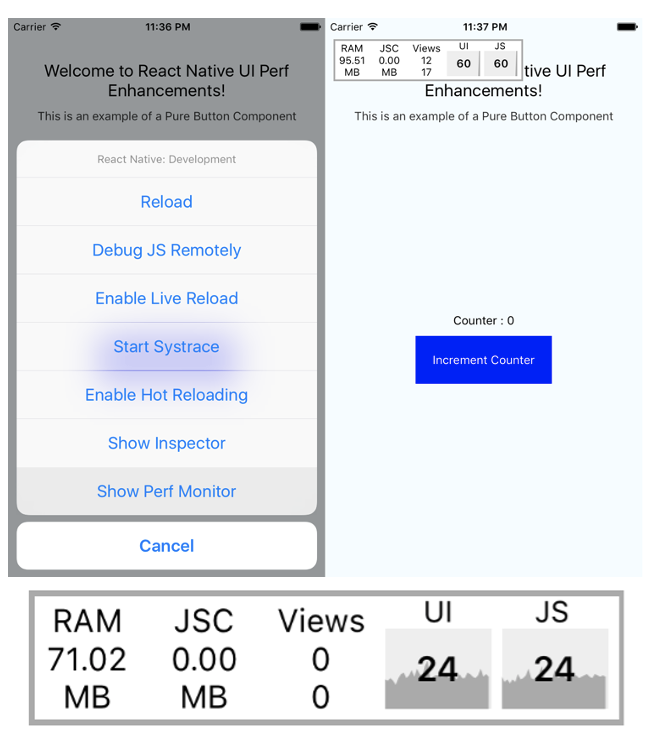 Carrier
11:36 PM
Welcome to React Native UI Perf
Enhancements!
This is an example of a Pure Button Component
React Native: Development
Reload
Debug JS Remotely
Enable Live Reload
Start Systrace
Enable Hot Reloading
Show Inspector
Show Perf Monitor
Cancel
Carrier
11:37 PM
RAM JSC Views UI JS
95.51 0.00 12 60 60
MB MB 17
tive UI Perf
Enhancements!
This is an example of a Pure Button Component
Counter : 0
Increment Counter
RAM JSC Views UI JS
71.02 0.00 0 24 24
MB MB 0